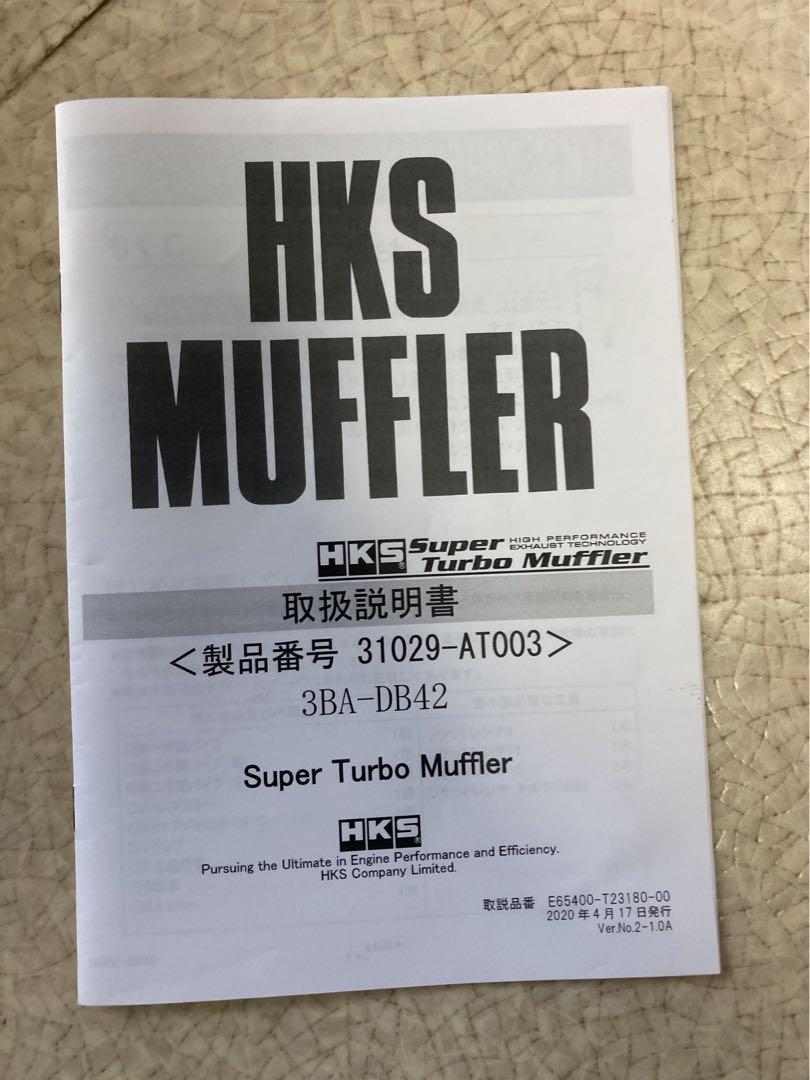 HKS
MUFFLER
HKS Super HIGH PERFORMANCE
EXHAUST TECHNOLOGY
Turbo Muffler
取扱説明書
＜製品番号 31029-AT003＞
3BA-DB42
Super Turbo Muffler
HKS
Pursuing the Ultimate in Engine Performance and Efficiency.
HKS Company Limited.
取説品番 E65400-T23180-00
2020年4月17日発行
Ver.No.2-1.0A